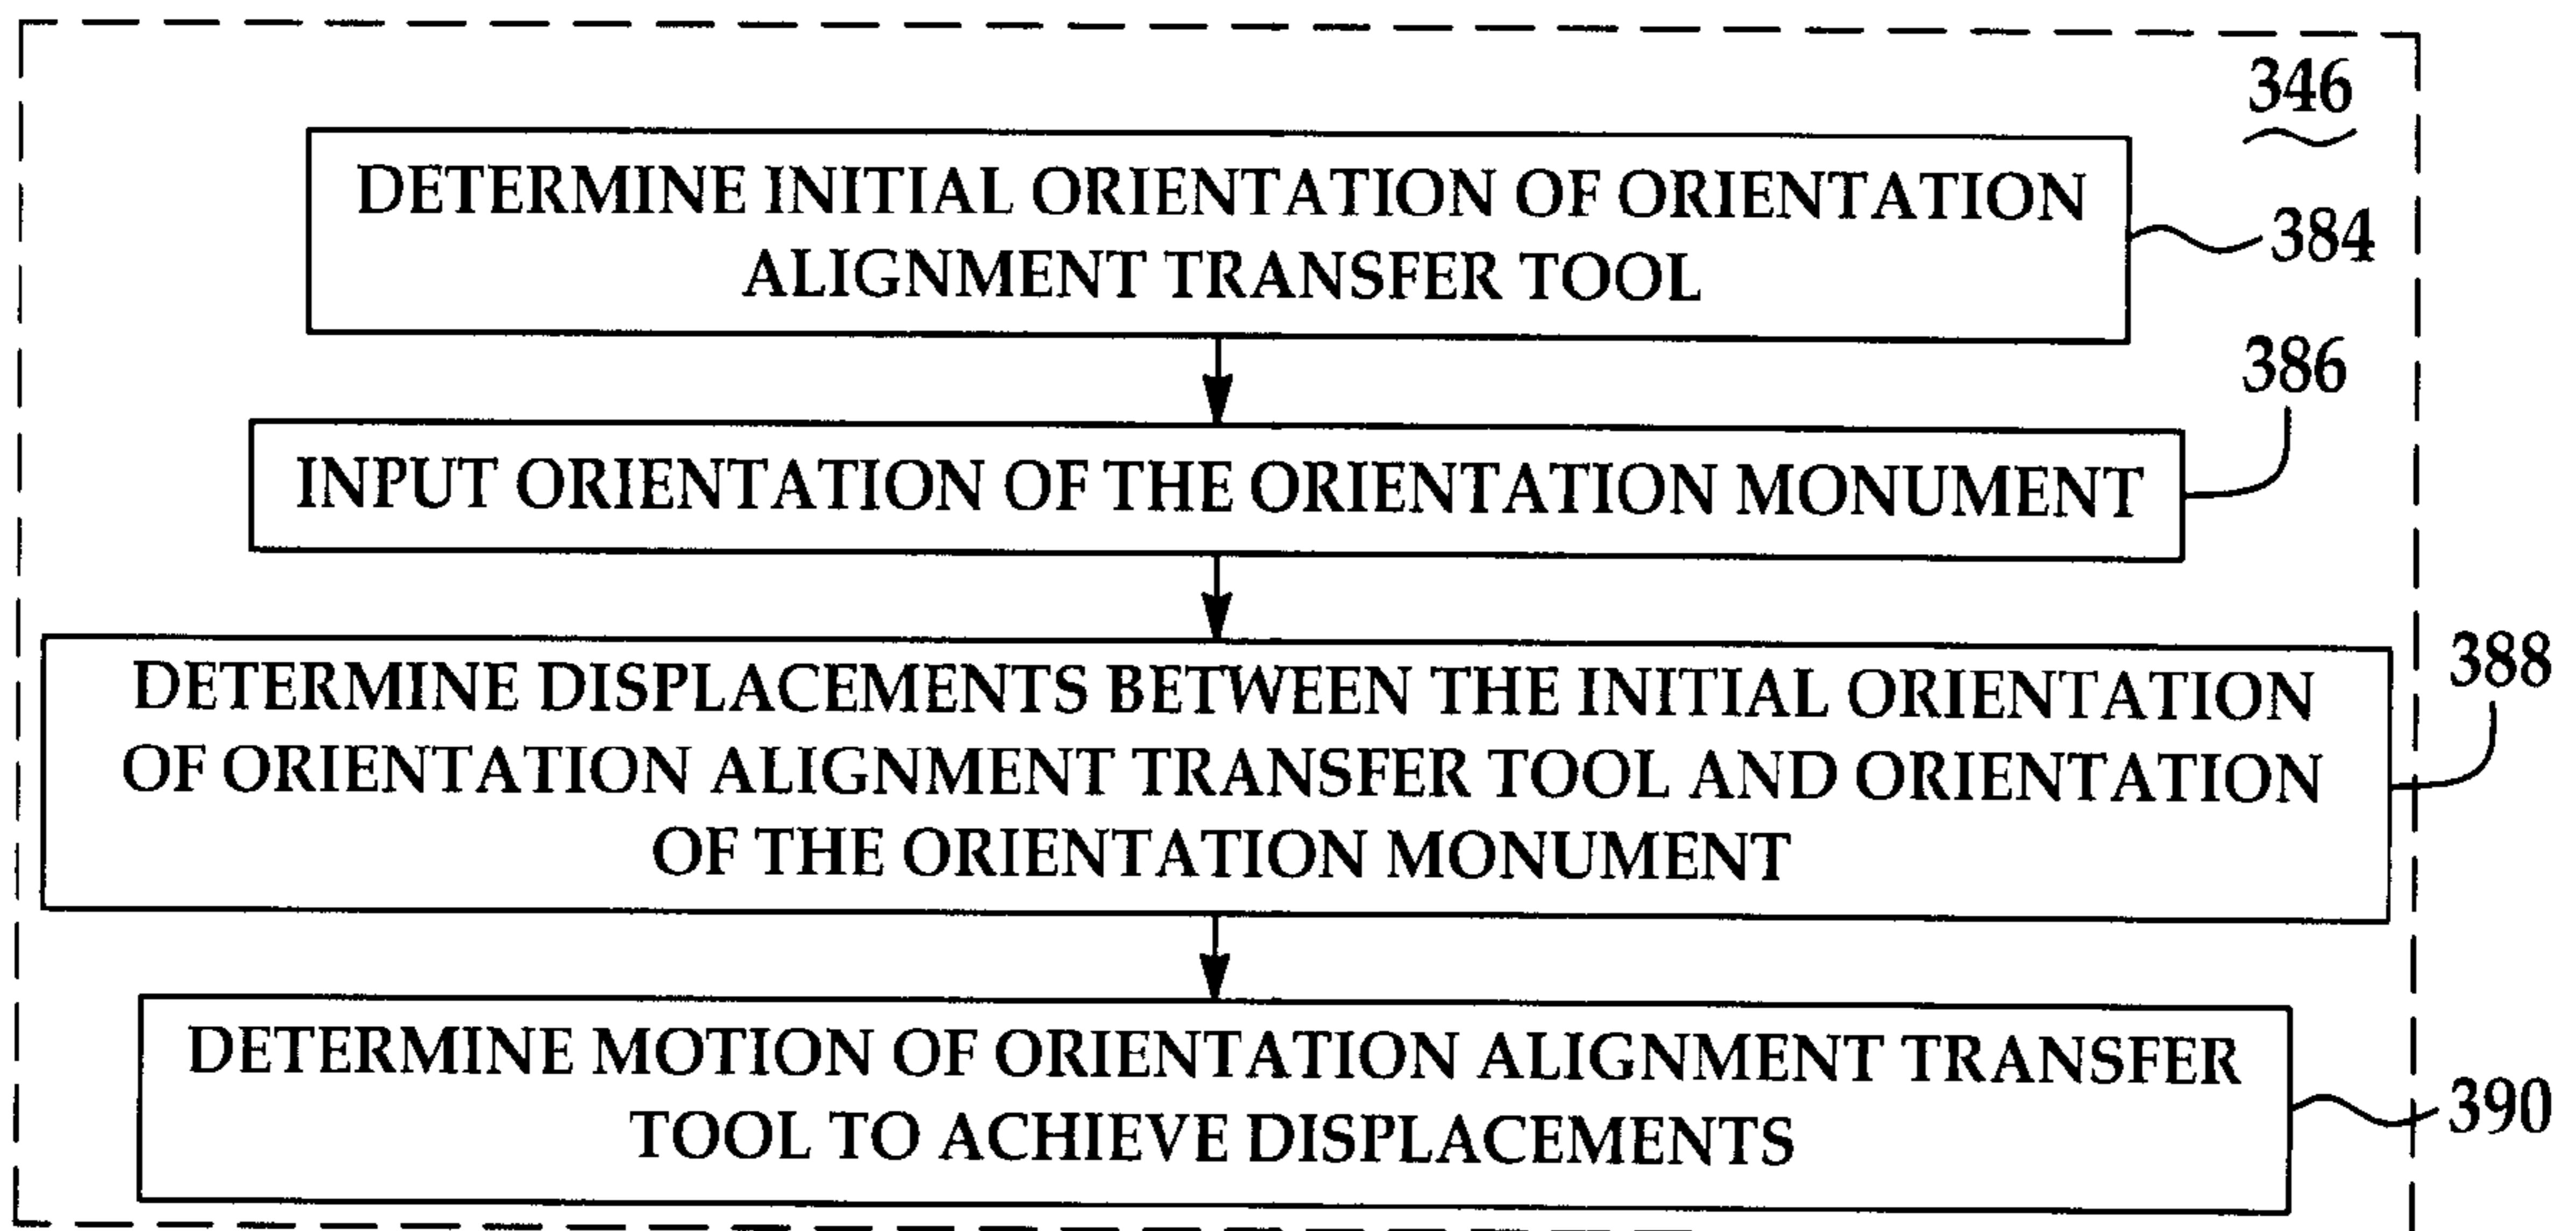 346
DETERMINE INITIAL ORIENTATION OF ORIENTATION
ALIGNMENT TRANSFER TOOL
384
386
INPUT ORIENTATION OF THE ORIENTATION MONUMENT
388
DETERMINE DISPLACEMENTS BETWEEN THE INITIAL ORIENTATION
OF ORIENTATION ALIGNMENT TRANSFER TOOL AND ORIENTATION
OF THE ORIENTATION MONUMENT
DETERMINE MOTION OF ORIENTATION ALIGNMENT TRANSFER
TOOL TO ACHIEVE DISPLACEMENTS
390